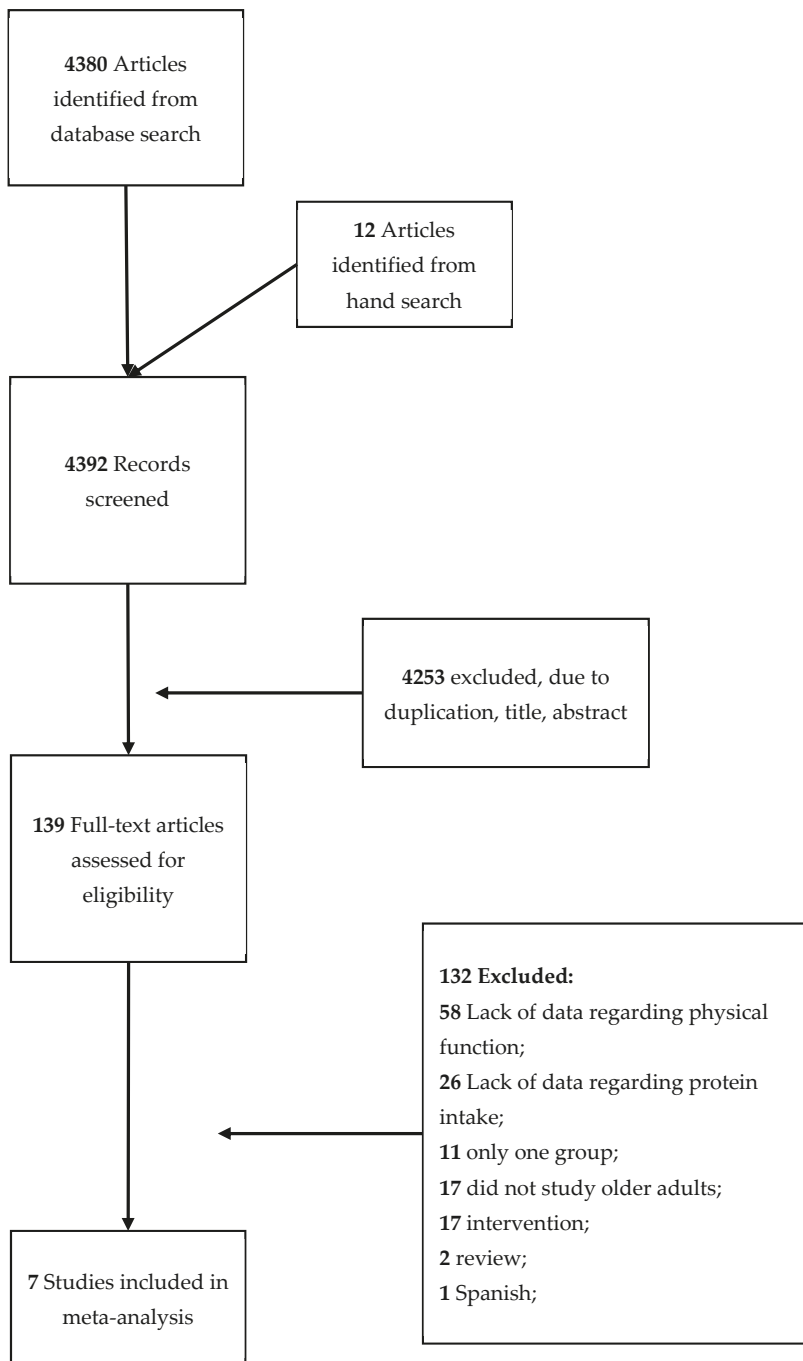 4380 Articles
identified from
database search
12 Articles
identified from
hand search
4392 Records
screened
4253 excluded, due to
duplication, title, abstract
139 Full-text articles
assessed for
eligibility
132 Excluded:
58 Lack of data regarding physical
function;
26 Lack of data regarding protein
intake;
11 only one group;
17 did not study older adults;
17 intervention;
2 review;
1 Spanish;
7 Studies included in
meta-analysis